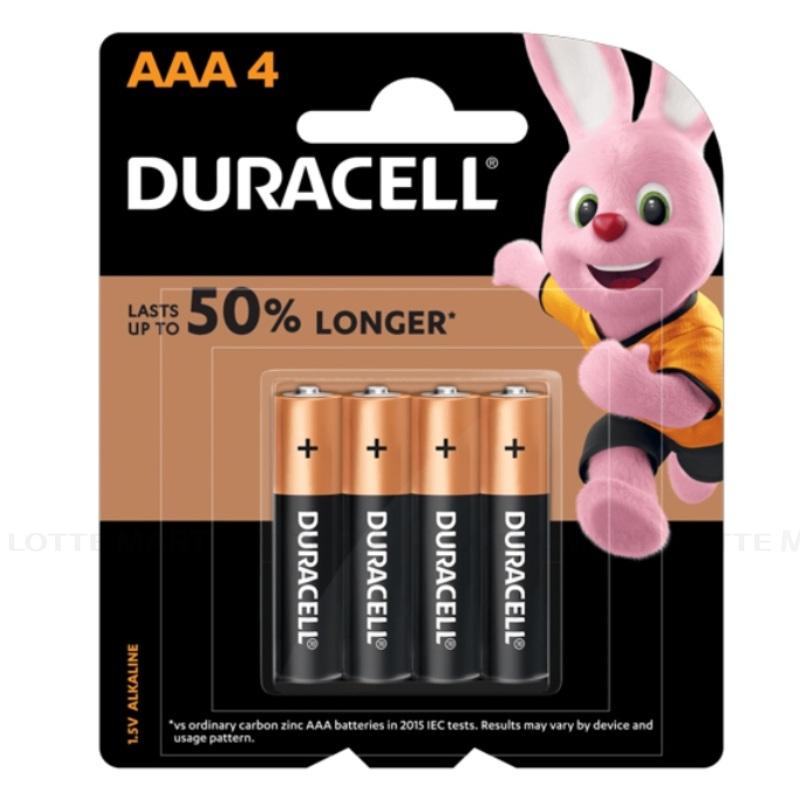 AAA 4
DURACELL®
LASTS
UP TO 50% LONGER*
+ + + +
DURACELL®
DURACELL®
DURACELL®
DURACELL®
1.5V ALKALINE
*vs ordinary carbon zinc AAA batteries in 2015 IEC tests. Results may vary by device and
usage pattern.
LOTTE MART